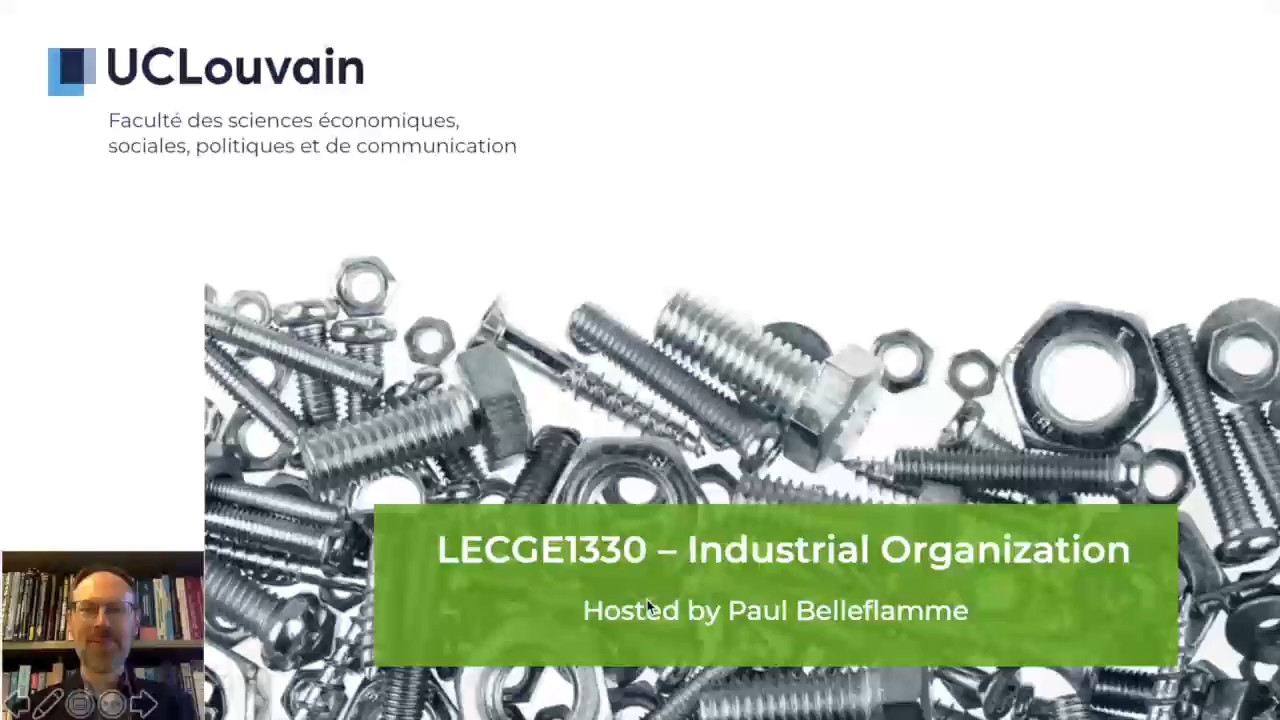 UCLouvain
Faculté des sciences économiques,
sociales, politiques et de communication
LECGE1330 – Industrial Organization
Hosted by Paul Belleflamme